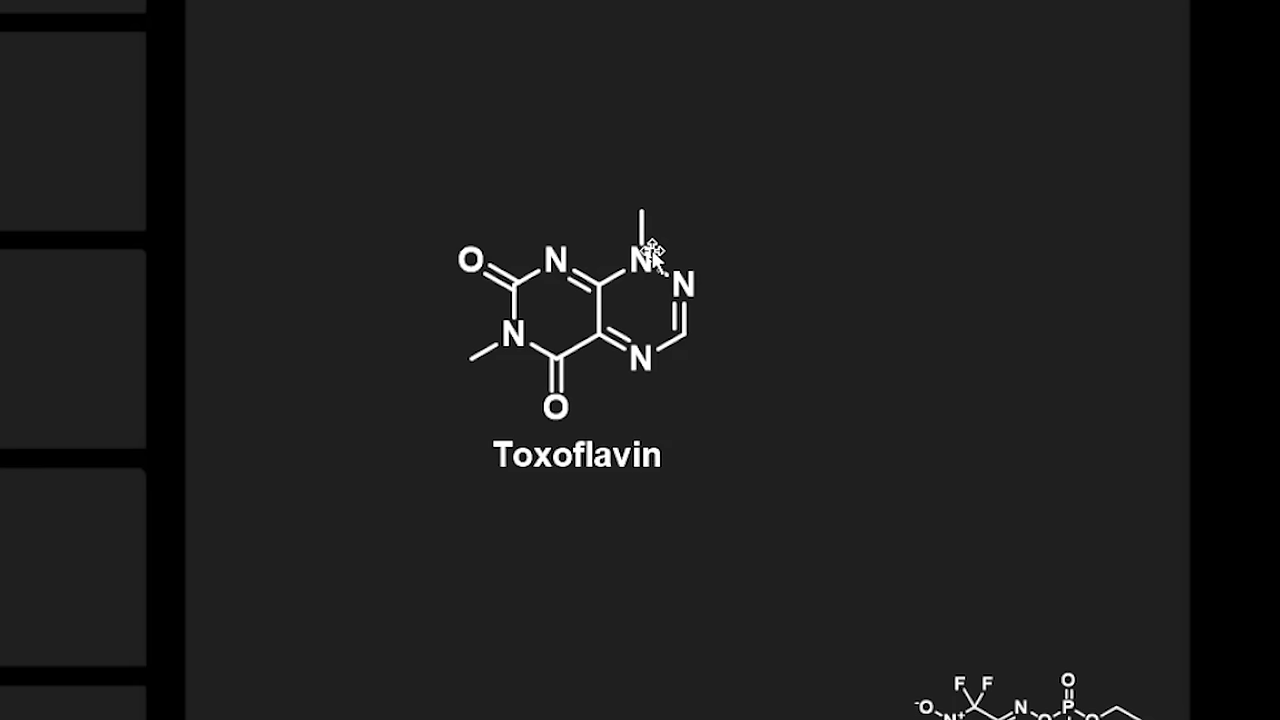 O N N N
N N
O
Toxoflavin
F F O
-O N+ N O P O